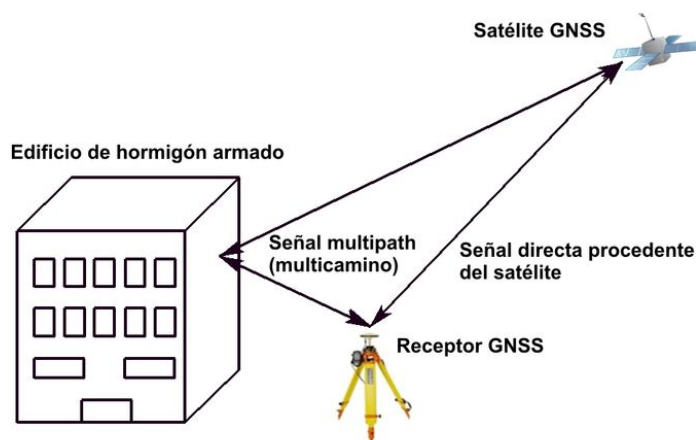 Satélite GNSS
Edificio de hormigón armado
Señal multipath
(multicamino)
Señal directa procedente
del satélite
Receptor GNSS